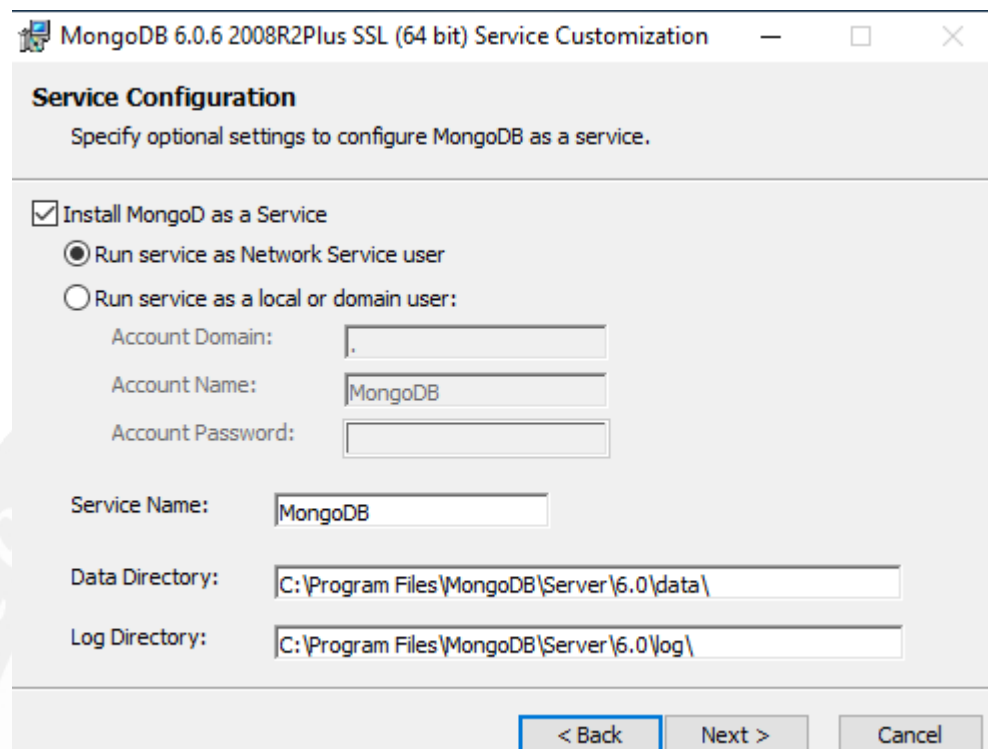 MongoDB 6.0.6 2008R2Plus SSL (64 bit) Service Customization
Service Configuration
Specify optional settings to configure MongoDB as a service.
Install MongoD as a Service
Run service as Network Service user
Run service as a local or domain user:
Account Domain: .
Account Name: MongoDB
Account Password:
Service Name: MongoDB
Data Directory: C:\Program Files\MongoDB\Server\6.0\data\
Log Directory: C:\Program Files\MongoDB\Server\6.0\log\
< Back Next > Cancel